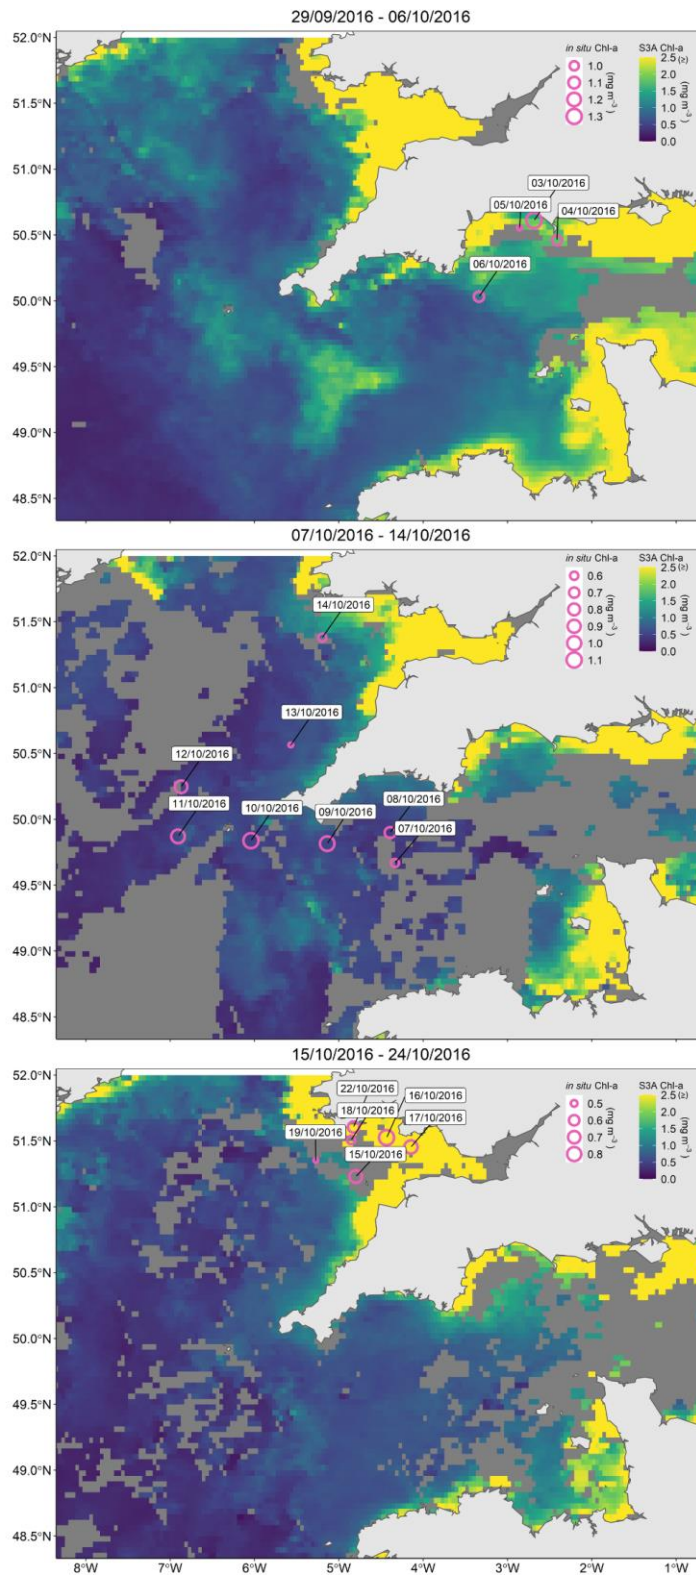 29/09/2016 - 06/10/2016
52.0°N
51.5°N
51.0°N
50.5°N
50.0°N
49.5°N
49.0°N
48.5°N
in situ Chl-a
1.0
1.1
1.2
1.3
(mg m⁻³)
S3A Chl-a
2.5 (≥)
2.0
1.5
1.0
0.5
0.0
(mg m⁻³)
03/10/2016
05/10/2016
04/10/2016
06/10/2016
07/10/2016 - 14/10/2016
52.0°N
51.5°N
51.0°N
50.5°N
50.0°N
49.5°N
49.0°N
48.5°N
in situ Chl-a
0.6
0.7
0.8
0.9
1.0
1.1
(mg m⁻³)
S3A Chl-a
2.5 (≥)
2.0
1.5
1.0
0.5
0.0
(mg m⁻³)
14/10/2016
13/10/2016
12/10/2016
11/10/2016
10/10/2016
09/10/2016
08/10/2016
07/10/2016
15/10/2016 - 24/10/2016
52.0°N
51.5°N
51.0°N
50.5°N
50.0°N
49.5°N
49.0°N
48.5°N
in situ Chl-a
0.5
0.6
0.7
0.8
(mg m⁻³)
S3A Chl-a
2.5 (≥)
2.0
1.5
1.0
0.5
0.0
(mg m⁻³)
22/10/2016
16/10/2016
18/10/2016
17/10/2016
19/10/2016
15/10/2016
8°W 7°W 6°W 5°W 4°W 3°W 2°W 1°W